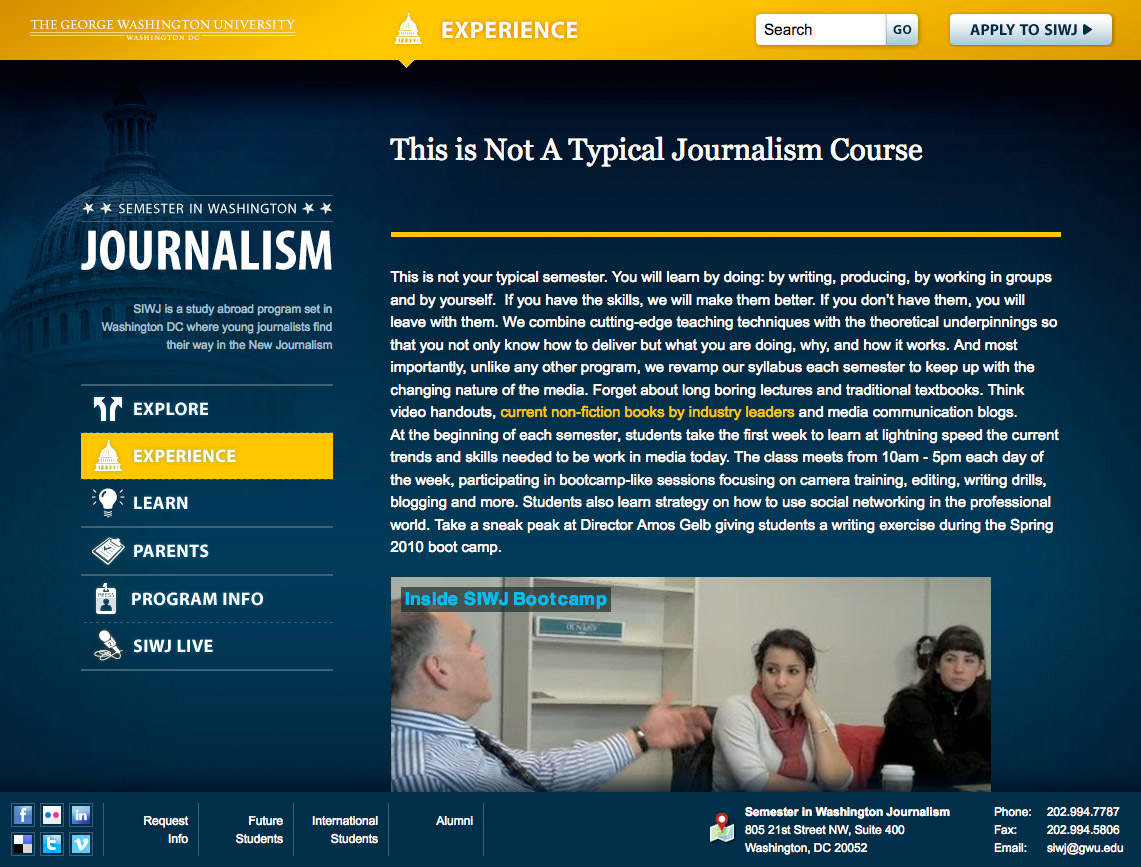 THE GEORGE WASHINGTON UNIVERSITY
WASHINGTON DC
EXPERIENCE
Search
GO
APPLY TO SIWJ
This is Not A Typical Journalism Course
SEMESTER IN WASHINGTON
JOURNALISM
SIWJ is a study abroad program set in
Washington DC where young journalists find
their way in the New Journalism
EXPLORE
EXPERIENCE
LEARN
PARENTS
PRESS
PROGRAM INFO
SIWJ LIVE
This is not your typical semester. You will learn by doing: by writing, producing, by working in groups
and by yourself.  If you have the skills, we will make them better. If you don’t have them, you will
leave with them. We combine cutting-edge teaching techniques with the theoretical underpinnings so
that you not only know how to deliver but what you are doing, why, and how it works. And most
importantly, unlike any other program, we revamp our syllabus each semester to keep up with the
changing nature of the media. Forget about long boring lectures and traditional textbooks. Think
video handouts, current non-fiction books by industry leaders and media communication blogs.
At the beginning of each semester, students take the first week to learn at lightning speed the current
trends and skills needed to be work in media today. The class meets from 10am - 5pm each day of
the week, participating in bootcamp-like sessions focusing on camera training, editing, writing drills,
blogging and more. Students also learn strategy on how to use social networking in the professional
world. Take a sneak peak at Director Amos Gelb giving students a writing exercise during the Spring
2010 boot camp.
Inside SIWJ Bootcamp
Request
Info
Future
Students
International
Students
Alumni
Semester in Washington Journalism
805 21st Street NW, Suite 400
Washington, DC 20052
Phone: 202.994.7787
Fax: 202.994.5806
Email: siwj@gwu.edu